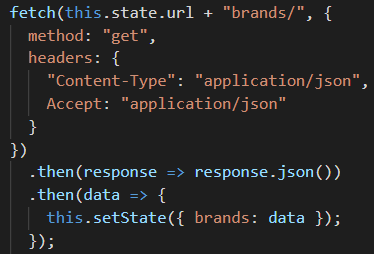 fetch(this.state.url + "brands/", {
  method: "get",
  headers: {
    "Content-Type": "application/json",
    Accept: "application/json"
  }
})
  .then(response => response.json())
  .then(data => {
    this.setState({ brands: data });
  });